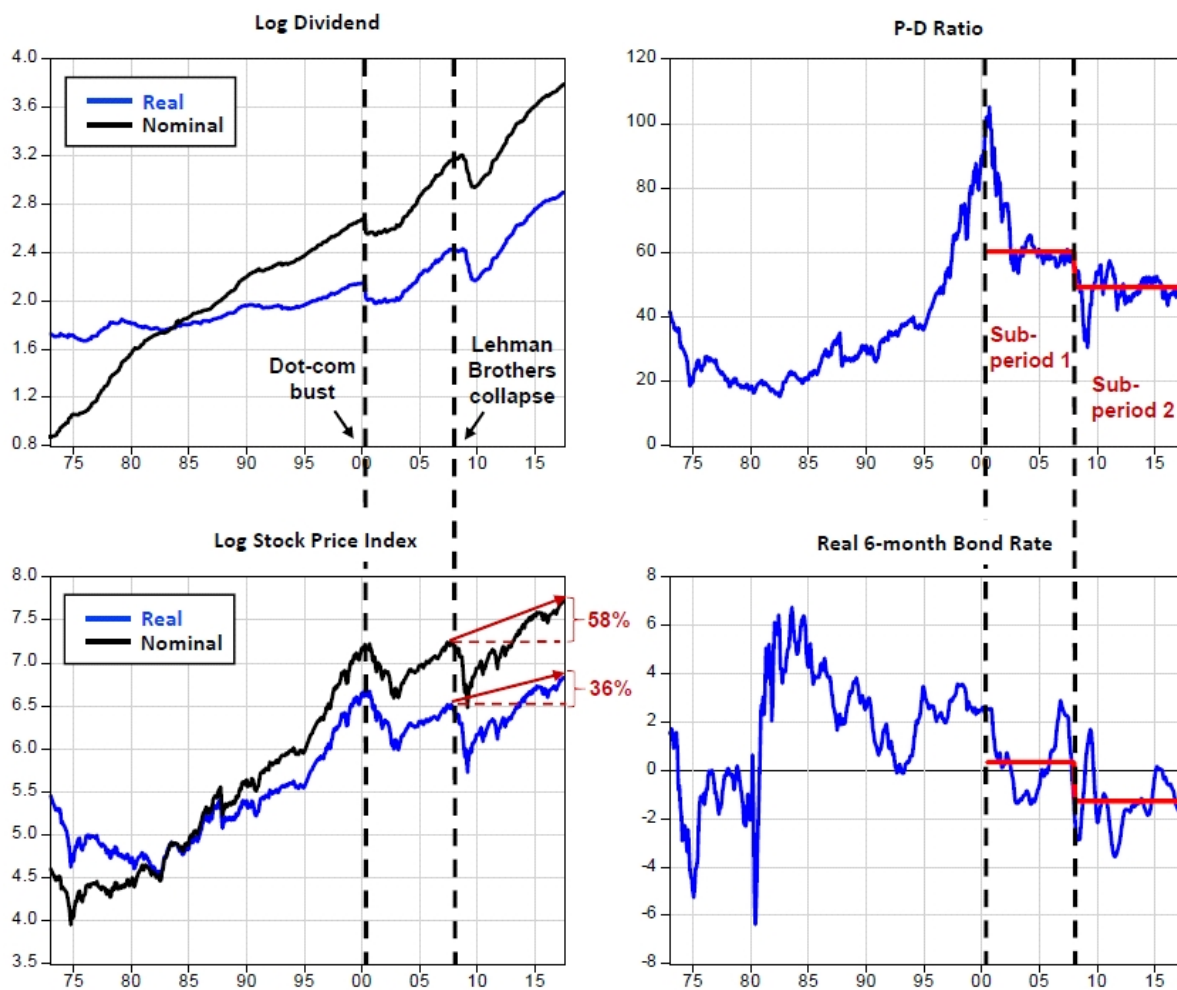 Log Dividend
4.0
3.6
3.2
2.8
2.4
2.0
1.6
1.2
0.8
Real
Nominal
Dot-com
bust
Lehman
Brothers
collapse
75 80 85 90 95 00 05 10 15
P-D Ratio
120
100
80
60
40
20
0
Sub-
period 1
Sub-
period 2
75 80 85 90 95 00 05 10 15
Log Stock Price Index
8.0
7.5
7.0
6.5
6.0
5.5
5.0
4.5
4.0
3.5
Real
Nominal
58%
36%
75 80 85 90 95 00 05 10 15
Real 6-month Bond Rate
8
6
4
2
0
-2
-4
-6
-8
75 80 85 90 95 00 05 10 15